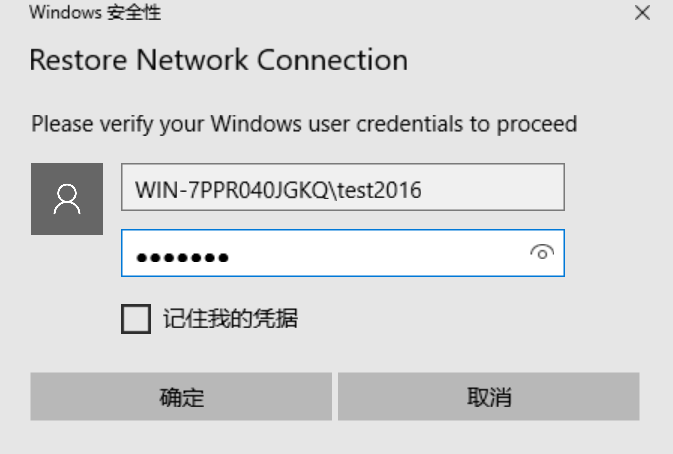 Windows 安全性
Restore Network Connection
Please verify your Windows user credentials to proceed
WIN-7PPR040JGKQ\test2016
●●●●●●●
记住我的凭据
确定
取消